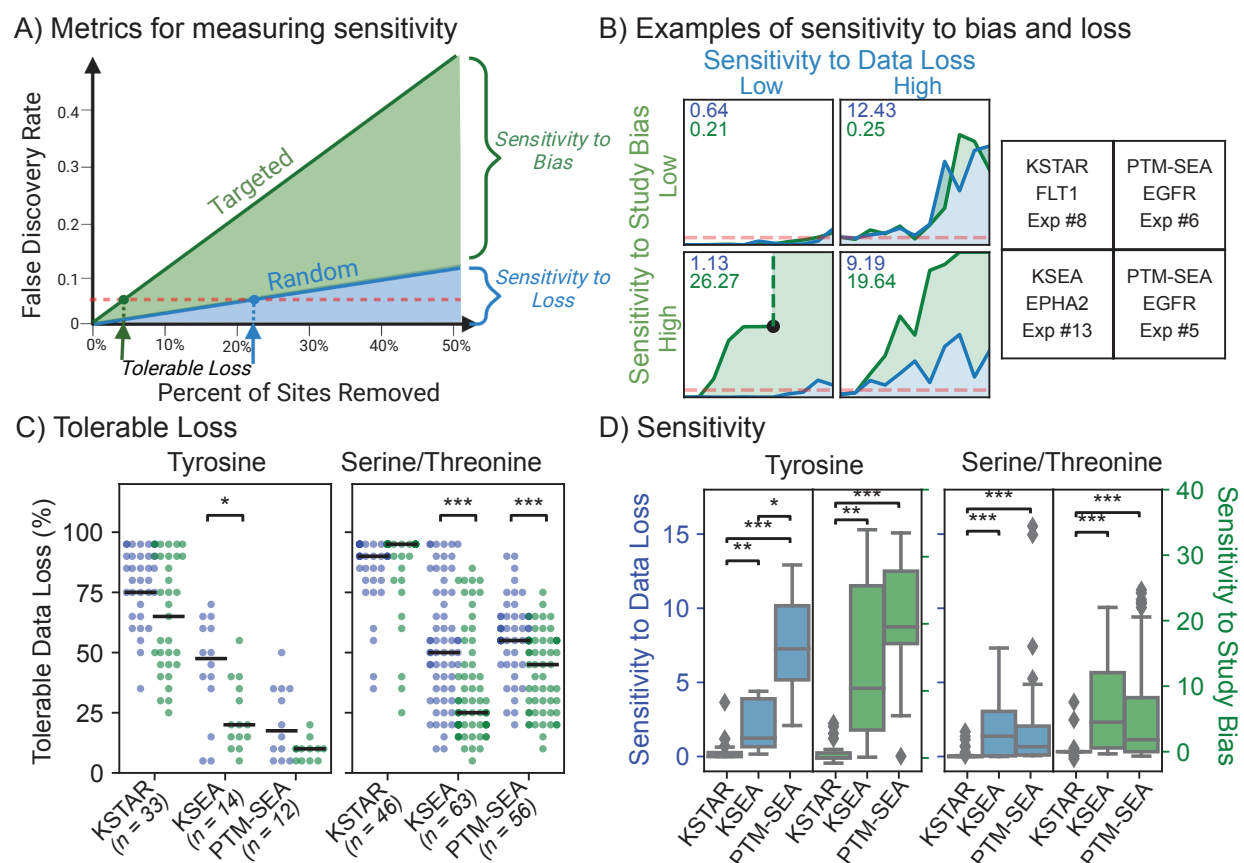 A) Metrics for measuring sensitivity
False Discovery Rate
0.4
0.3
0.2
0.1
0
Targeted
Random
Sensitivity to
Bias
Sensitivity to
Loss
0%
10%
20%
30%
40%
50%
Tolerable Loss
Percent of Sites Removed
B) Examples of sensitivity to bias and loss
Sensitivity to Data Loss
Low
High
Sensitivity to Study Bias
Low
High
0.64
0.21
12.43
0.25
1.13
26.27
9.19
19.64
KSTAR
FLT1
Exp #8
PTM-SEA
EGFR
Exp #6
KSEA
EPHA2
Exp #13
PTM-SEA
EGFR
Exp #5
C) Tolerable Loss
Tyrosine
Serine/Threonine
Tolerable Data Loss (%)
100
75
50
25
0
*
***
***
KSTAR
(n = 33)
KSEA
(n = 14)
PTM-SEA
(n = 12)
KSTAR
(n = 46)
KSEA
(n = 63)
PTM-SEA
(n = 56)
D) Sensitivity
Tyrosine
Serine/Threonine
Sensitivity to Data Loss
15
10
5
0
*
***
**
***
**
***
***
***
***
40
30
20
10
0
Sensitivity to Study
Bias
KSTAR
KSEA
PTM-SEA
KSTAR
KSEA
PTM-SEA
KSTAR
KSEA
PTM-SEA
KSTAR
KSEA
PTM-SEA